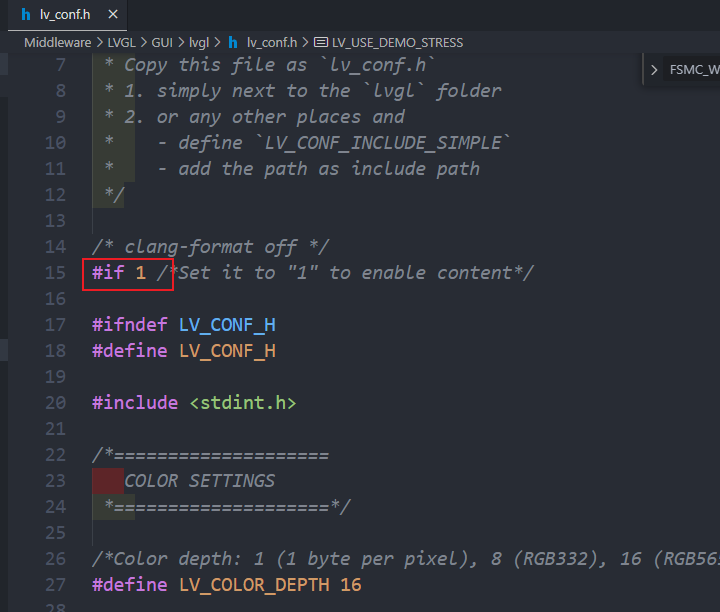 h lv_conf.h ×
Middleware > LVGL > GUI > lvgl > h lv_conf.h > LV_USE_DEMO_STRESS
> FSMC_W
7 * Copy this file as `lv_conf.h`
8 * 1. simply next to the `lvgl` folder
9 * 2. or any other places and
10 *    - define `LV_CONF_INCLUDE_SIMPLE`
11 *    - add the path as include path
12 */
13
14 /* clang-format off */
15 #if 1 /*Set it to "1" to enable content*/
16
17 #ifndef LV_CONF_H
18 #define LV_CONF_H
19
20 #include <stdint.h>
21
22 /*====================
23    COLOR SETTINGS
24 *====================*/
25
26 /*Color depth: 1 (1 byte per pixel), 8 (RGB332), 16 (RGB565
27 #define LV_COLOR_DEPTH 16
28